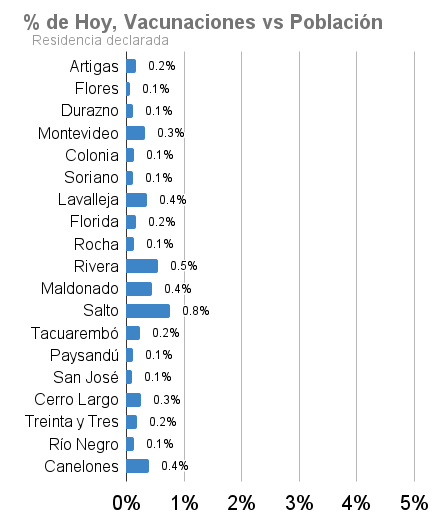 % de Hoy, Vacunaciones vs Población
Residencia declarada
Artigas 0.2%
Flores 0.1%
Durazno 0.1%
Montevideo 0.3%
Colonia 0.1%
Soriano 0.1%
Lavalleja 0.4%
Florida 0.2%
Rocha 0.1%
Rivera 0.5%
Maldonado 0.4%
Salto 0.8%
Tacuarembó 0.2%
Paysandú 0.1%
San José 0.1%
Cerro Largo 0.3%
Treinta y Tres 0.2%
Río Negro 0.1%
Canelones 0.4%
0% 1% 2% 3% 4% 5%